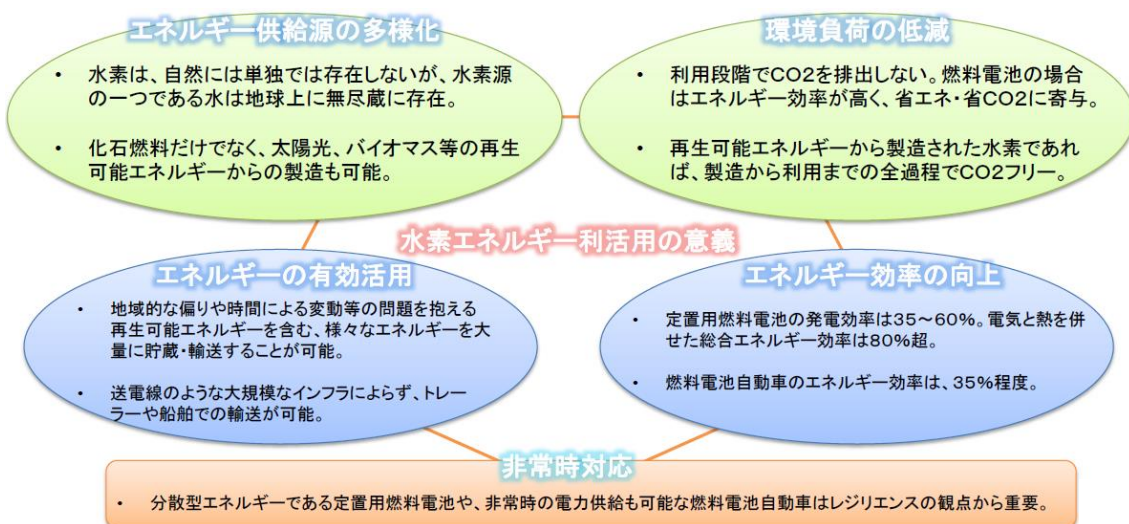 エネルギー供給源の多様化
・ 水素は、自然には単独では存在しないが、水素源
の一つである水は地球上に無尽蔵に存在。
・ 化石燃料だけでなく、太陽光、バイオマス等の再生
可能エネルギーからの製造も可能。
環境負荷の低減
・ 利用段階でCO2を排出しない。燃料電池の場合
はエネルギー効率が高く、省エネ・省CO2に寄与。
・ 再生可能エネルギーから製造された水素であれ
ば、製造から利用までの全過程でCO2フリー。
水素エネルギー利活用の意義
エネルギーの有効活用
・ 地域的な偏りや時間による変動等の問題を抱える
再生可能エネルギーを含む、様々なエネルギーを大
量に貯蔵・輸送することが可能。
・ 送電線のような大規模なインフラによらず、トレー
ラーや船舶での輸送が可能。
エネルギー効率の向上
・ 定置用燃料電池の発電効率は35～60%。電気と熱を併
せた総合エネルギー効率は80%超。
・ 燃料電池自動車のエネルギー効率は、35%程度。
非常時対応
・ 分散型エネルギーである定置用燃料電池や、非常時の電力供給も可能な燃料電池自動車はレジリエンスの観点から重要。